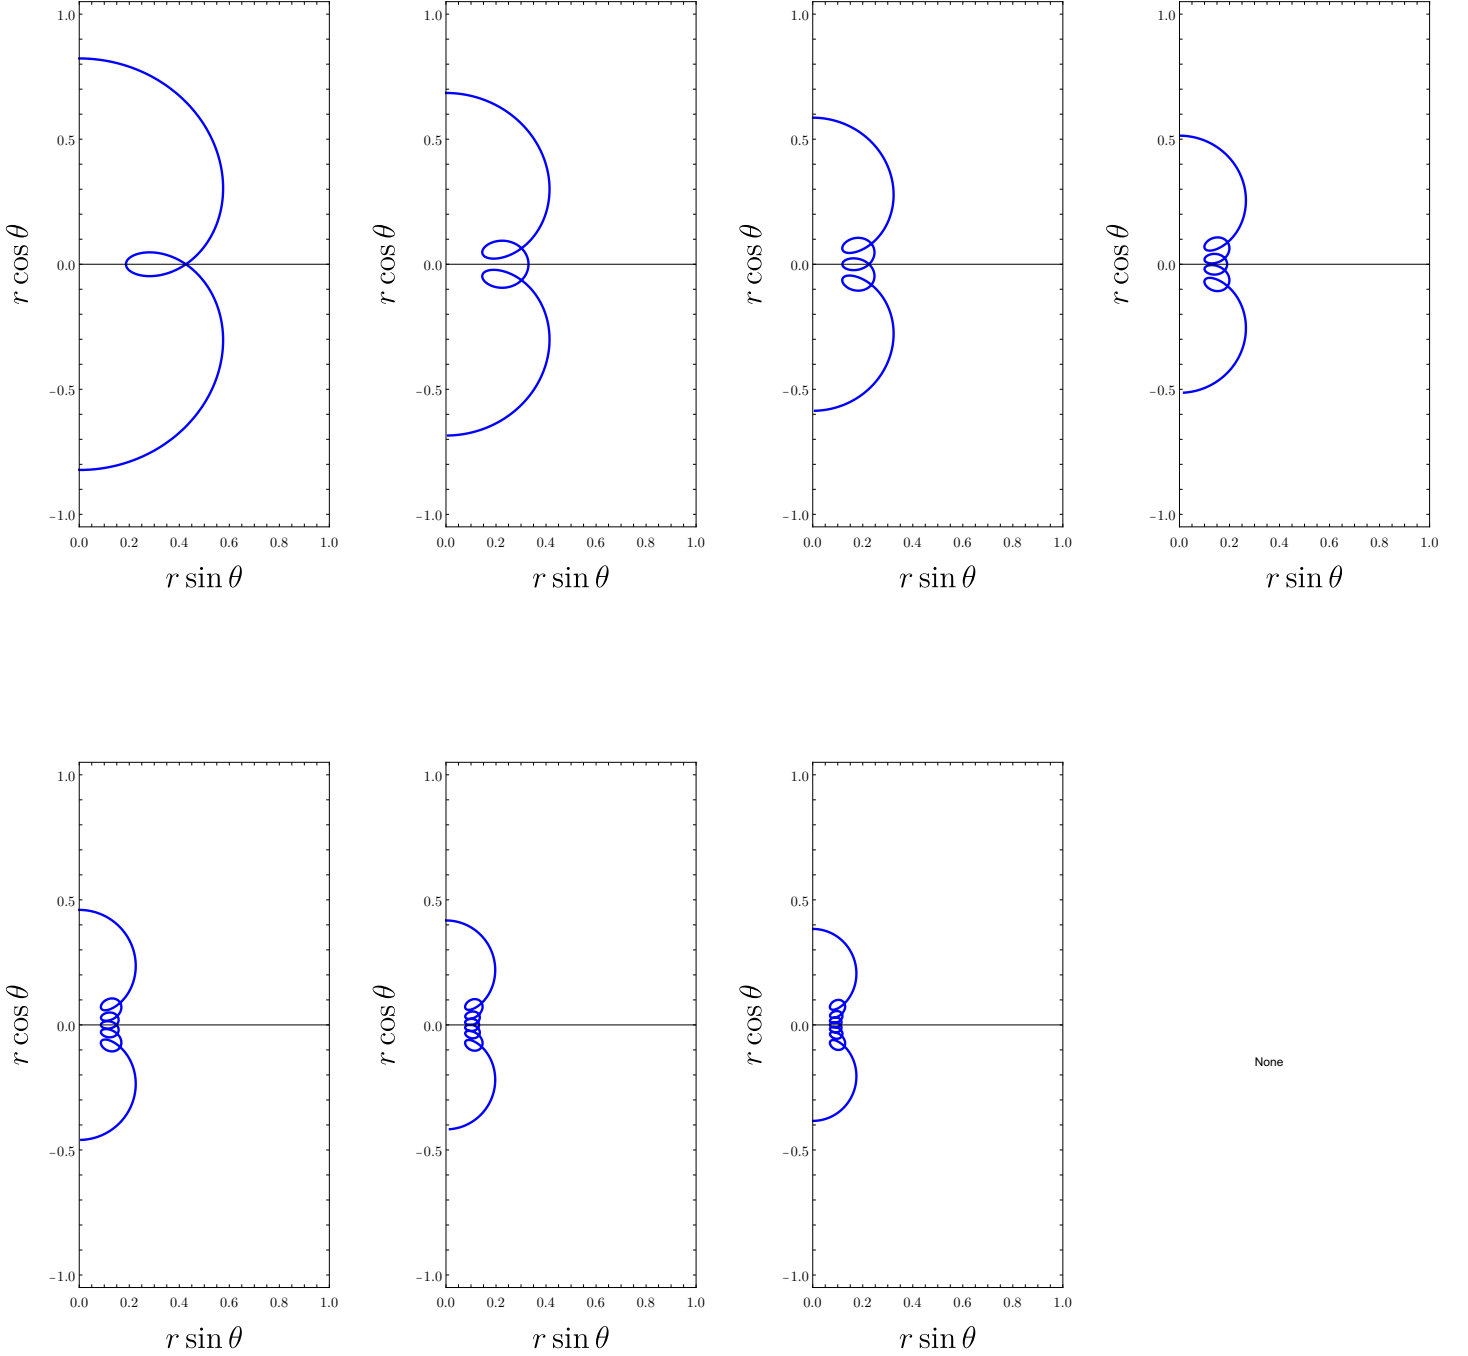 1.0 1.0 1.0 1.0
0.5 0.5 0.5 0.5
r cos θ r cos θ r cos θ r cos θ
0.0 0.0 0.0 0.0
−0.5 −0.5 −0.5 −0.5
−1.0 −1.0 −1.0 −1.0
0.0 0.2 0.4 0.6 0.8 1.0 0.0 0.2 0.4 0.6 0.8 1.0 0.0 0.2 0.4 0.6 0.8 1.0 0.0 0.2 0.4 0.6 0.8 1.0
r sin θ r sin θ r sin θ r sin θ
1.0 1.0 1.0
0.5 0.5 0.5
r cos θ r cos θ r cos θ
0.0 0.0 0.0
None
−0.5 −0.5 −0.5
−1.0 −1.0 −1.0
0.0 0.2 0.4 0.6 0.8 1.0 0.0 0.2 0.4 0.6 0.8 1.0 0.0 0.2 0.4 0.6 0.8 1.0
r sin θ r sin θ r sin θ